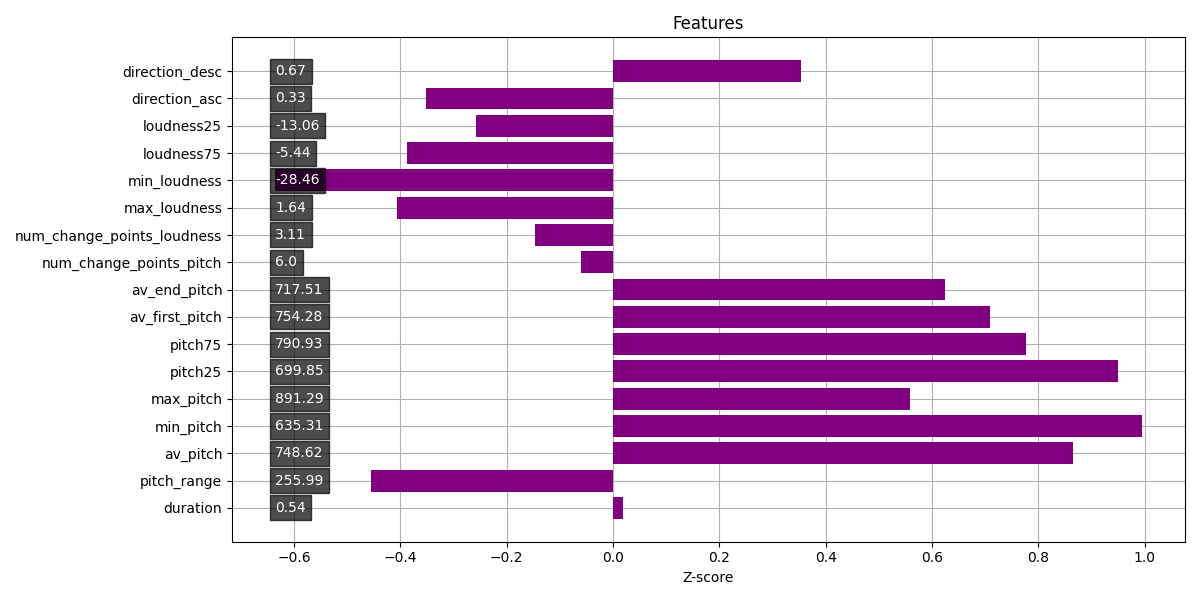 Features
direction_desc 0.67
direction_asc 0.33
loudness25 -13.06
loudness75 -5.44
min_loudness -28.46
max_loudness 1.64
num_change_points_loudness 3.11
num_change_points_pitch 6.0
av_end_pitch 717.51
av_first_pitch 754.28
pitch75 790.93
pitch25 699.85
max_pitch 891.29
min_pitch 635.31
av_pitch 748.62
pitch_range 255.99
duration 0.54
−0.6 −0.4 −0.2 0.0 0.2 0.4 0.6 0.8 1.0
Z-score